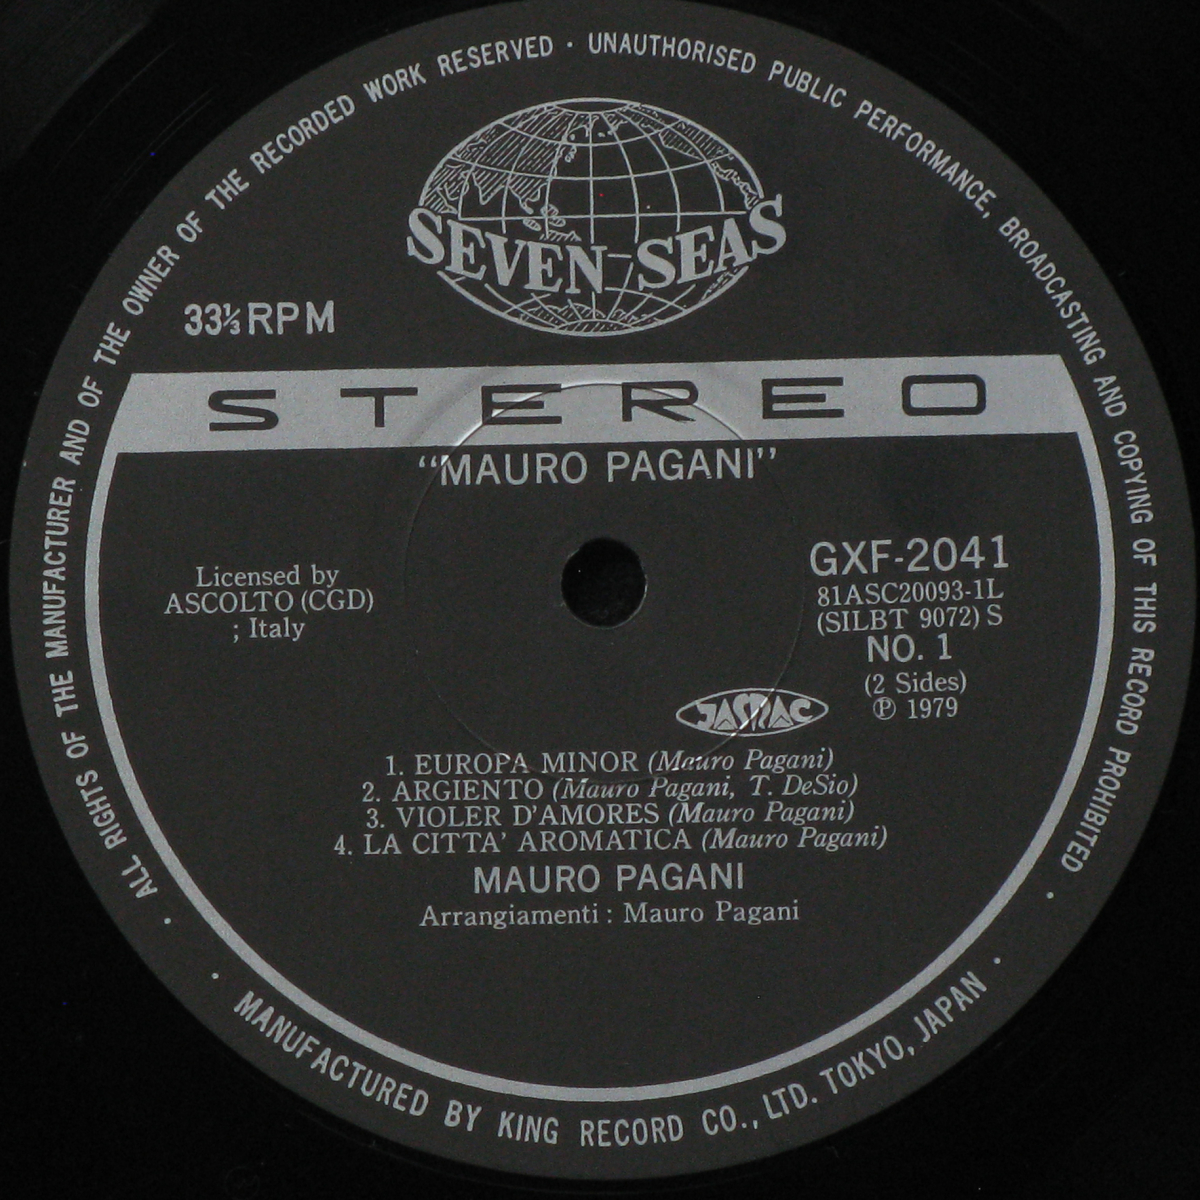 ALL RIGHTS OF THE MANUFACTURER AND OF THE OWNER OF THE RECORDED WORK RESERVED · UNAUTHORISED PUBLIC PERFORMANCE, BROADCASTING AND COPYING OF THIS RECORD PROHIBITED
SEVEN SEAS
33⅓ RPM
STEREO
“MAURO PAGANI”
Licensed by
ASCOLTO (CGD)
; Italy
GXF-2041
81ASC20093-1L
(SILBT 9072) S
NO. 1
(2 Sides)
℗ 1979
JASRAC
1. EUROPA MINOR (Mauro Pagani)
2. ARGIENTO (Mauro Pagani, T. DeSio)
3. VIOLER D'AMORES (Mauro Pagani)
4. LA CITTA' AROMATICA (Mauro Pagani)
MAURO PAGANI
Arrangiamenti : Mauro Pagani
· MANUFACTURED BY KING RECORD CO., LTD. TOKYO, JAPAN ·